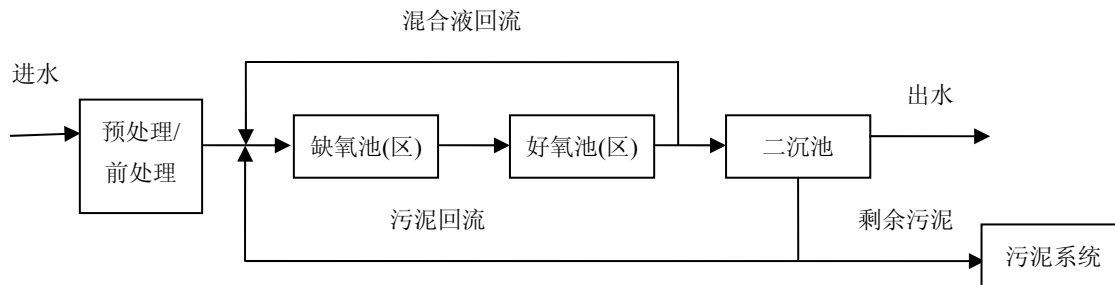 混合液回流
进水
出水
预处理/
前处理
缺氧池(区)
好氧池(区)
二沉池
污泥回流
剩余污泥
污泥系统